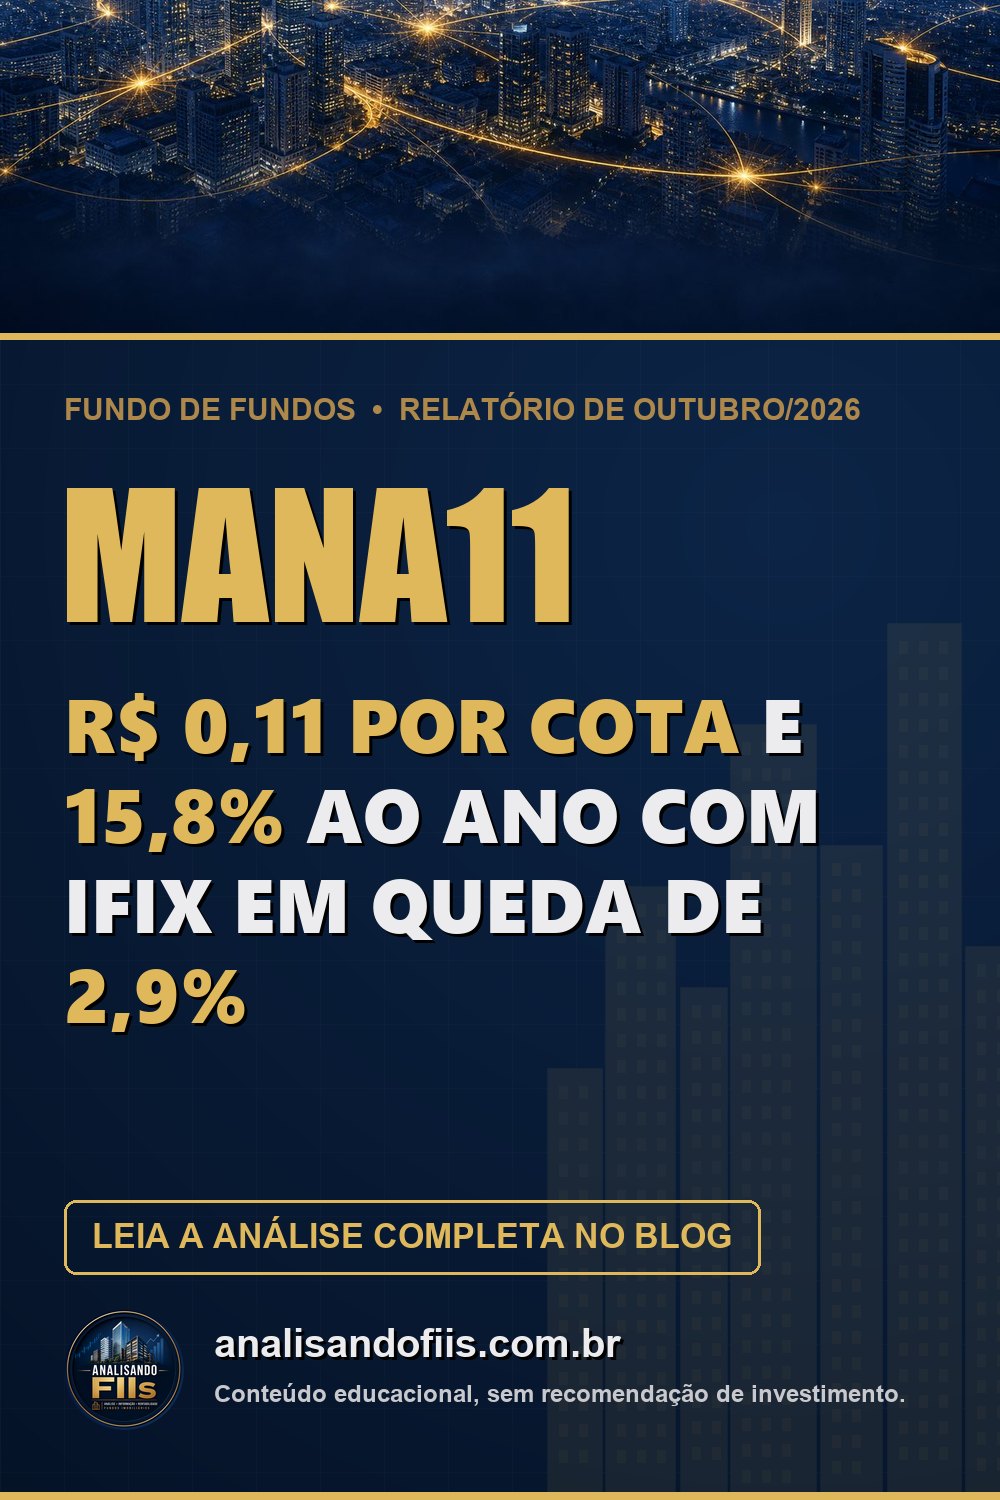 FUNDO DE FUNDOS • RELATÓRIO DE OUTUBRO/2026
MANA11
R$ 0,11 POR COTA E
15,8% AO ANO COM
IFIX EM QUEDA DE
2,9%
LEIA A ANÁLISE COMPLETA NO BLOG
ANALISANDO
FIIs
analisandofiis.com.br
Conteúdo educacional, sem recomendação de investimento.